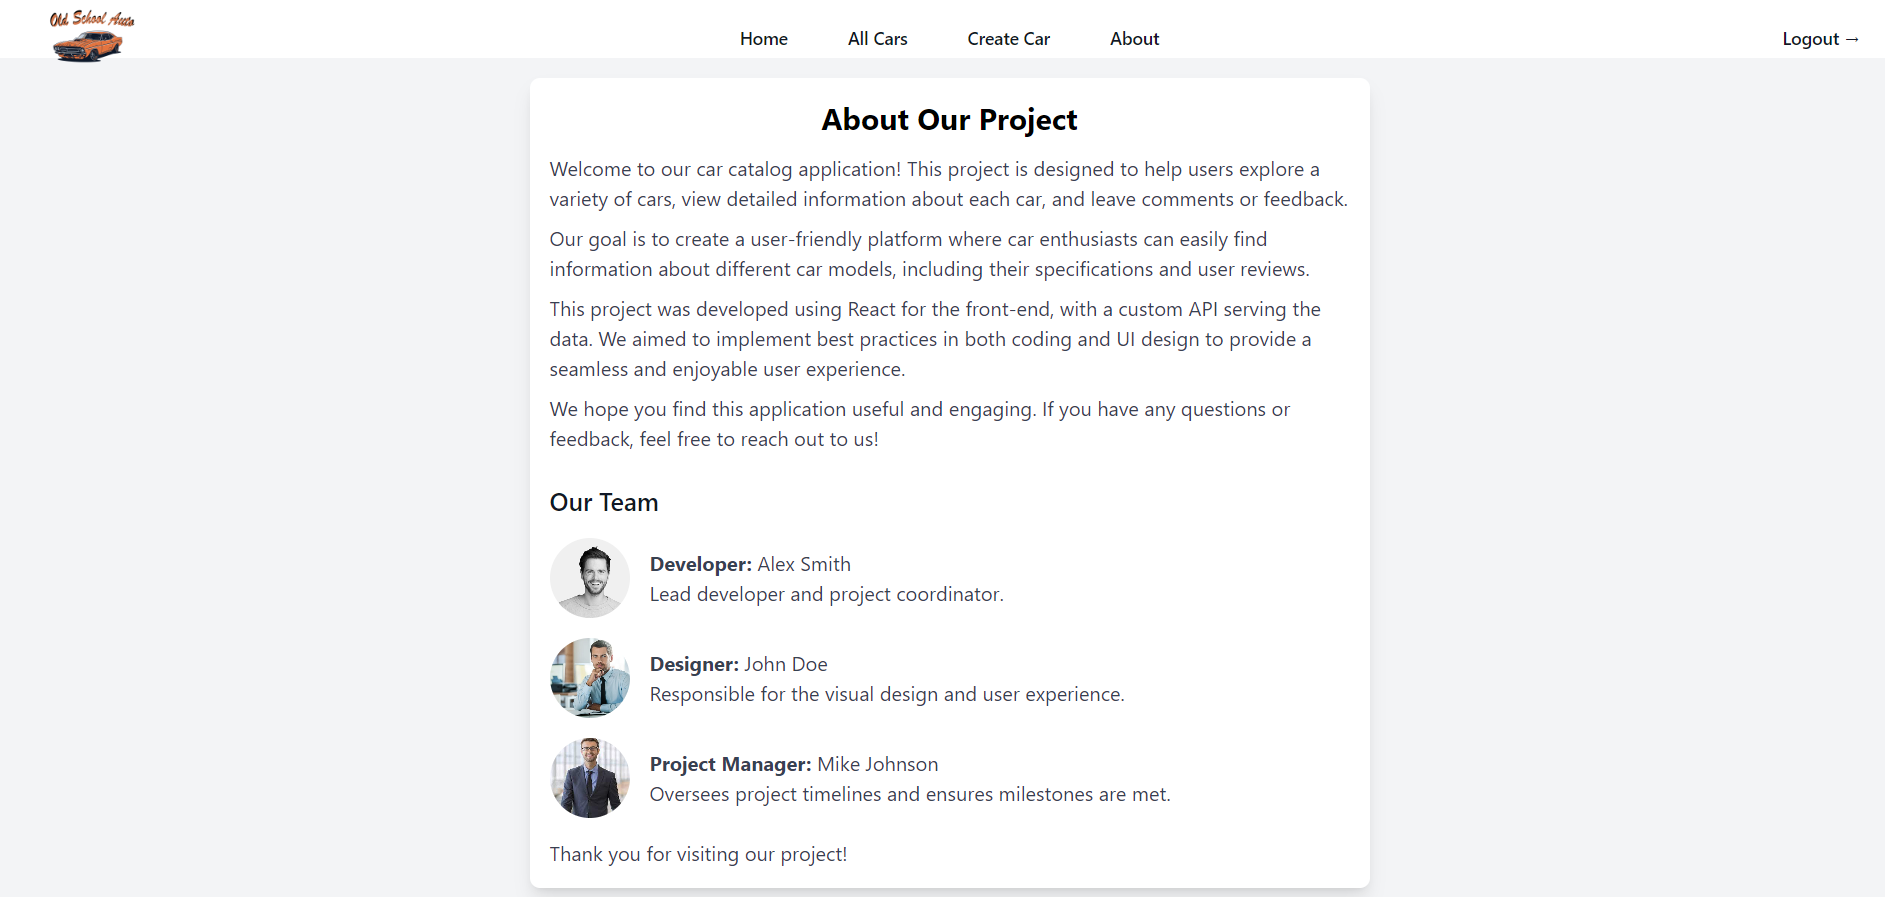 Old School Auto
Home
All Cars
Create Car
About
Logout →
About Our Project
Welcome to our car catalog application! This project is designed to help users explore a
variety of cars, view detailed information about each car, and leave comments or feedback.
Our goal is to create a user-friendly platform where car enthusiasts can easily find
information about different car models, including their specifications and user reviews.
This project was developed using React for the front-end, with a custom API serving the
data. We aimed to implement best practices in both coding and UI design to provide a
seamless and enjoyable user experience.
We hope you find this application useful and engaging. If you have any questions or
feedback, feel free to reach out to us!
Our Team
Developer: Alex Smith
Lead developer and project coordinator.
Designer: John Doe
Responsible for the visual design and user experience.
Project Manager: Mike Johnson
Oversees project timelines and ensures milestones are met.
Thank you for visiting our project!